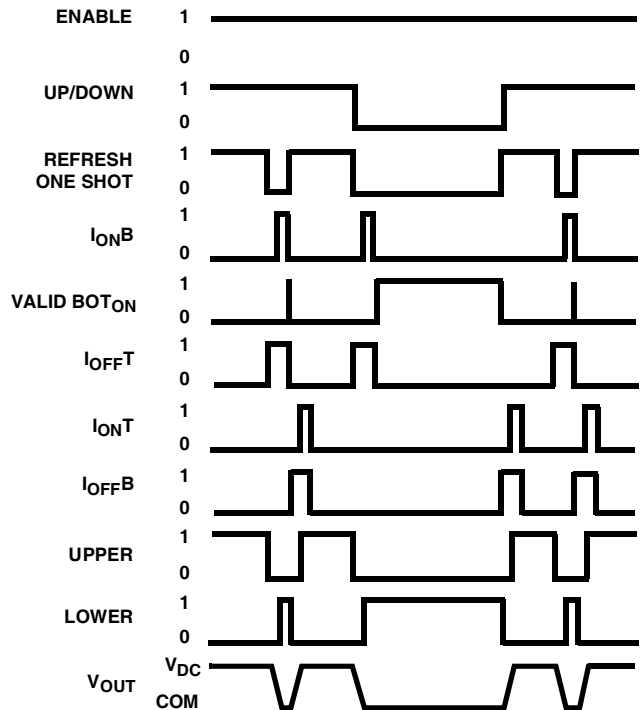 ENABLE 1
0
UP/DOWN 1
0
REFRESH ONE SHOT 1
0
IONB 1
0
VALID BOTON 1
0
IOFFT 1
0
IONT 1
0
IOFFB 1
0
UPPER 1
0
LOWER 1
0
VOUT VDC
COM